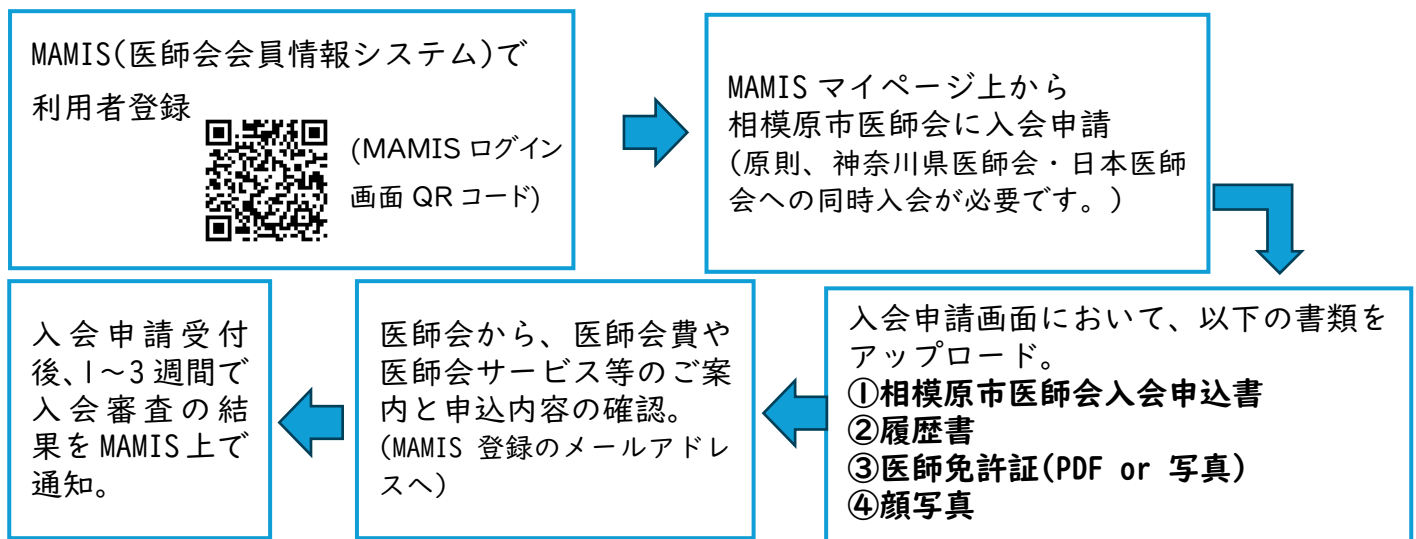 MAMIS(医師会会員情報システム)で
利用者登録
(MAMIS ログイン
画面 QR コード)
MAMIS マイページ上から
相模原市医師会に入会申請
(原則、神奈川県医師会・日本医師
会への同時入会が必要です。)
入会申請画面において、以下の書類を
アップロード。
①相模原市医師会入会申込書
②履歴書
③医師免許証(PDF or 写真)
④顔写真
医師会から、医師会費や
医師会サービス等のご案
内と申込内容の確認。
(MAMIS 登録のメールアドレ
スへ)
入会申請受付
後、1~3週間で
入会審査の結
果を MAMIS 上で
通知。